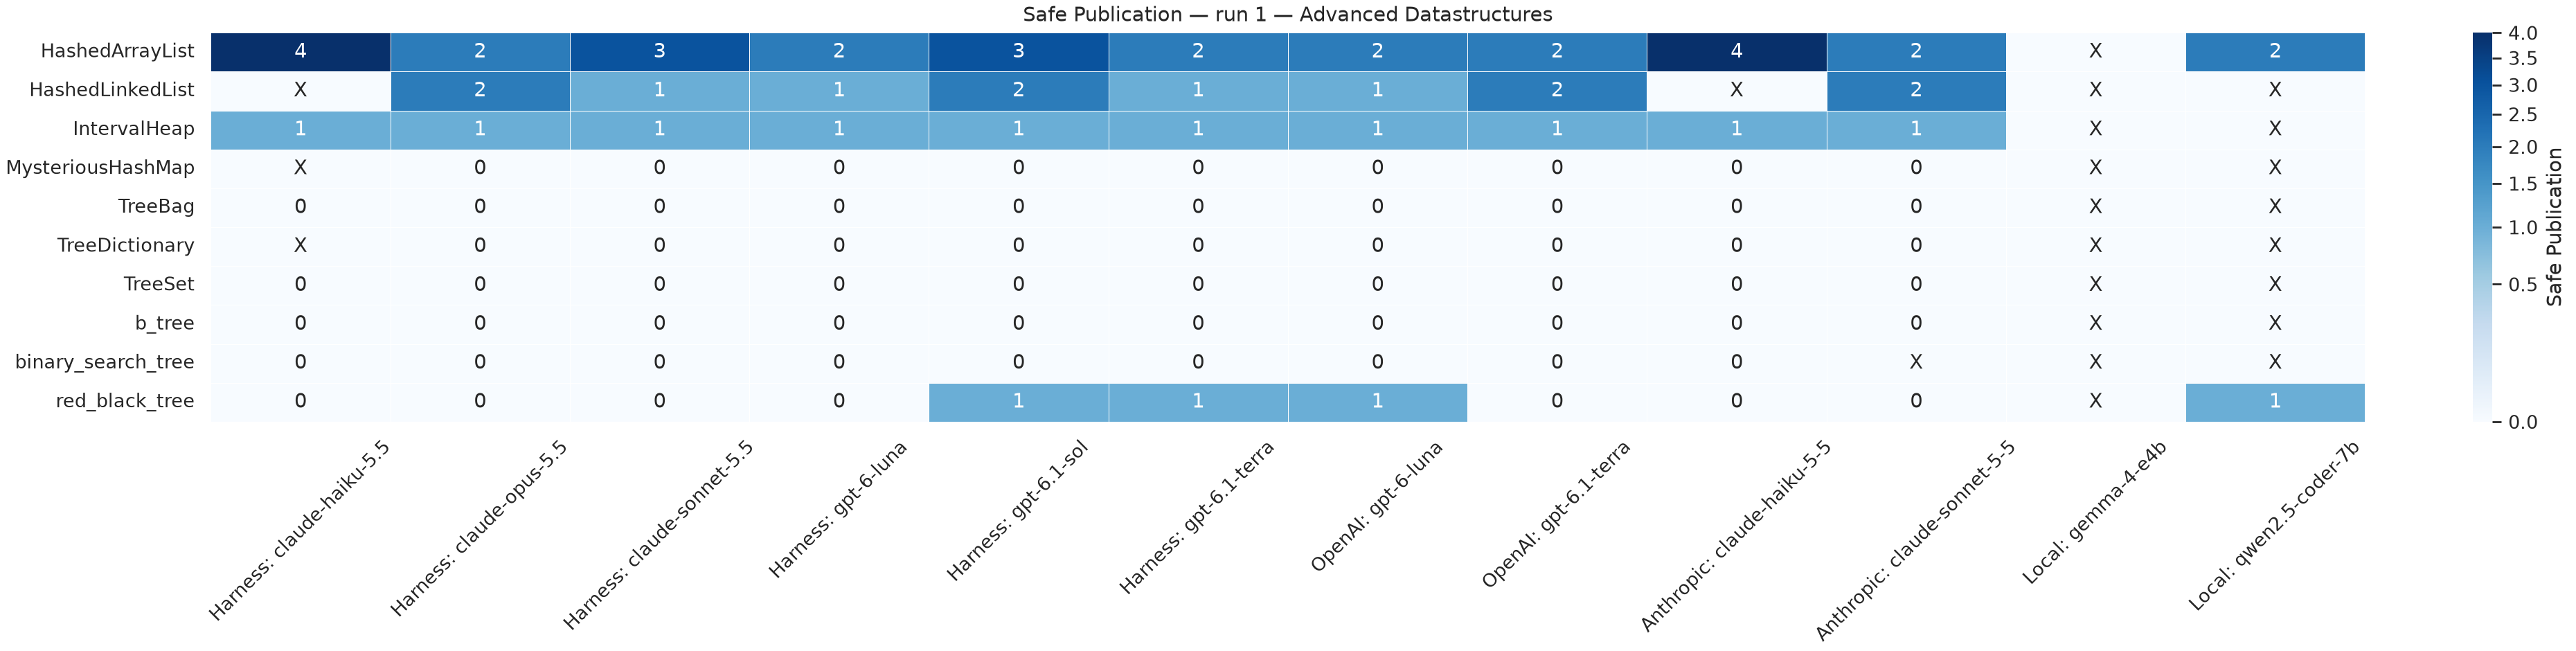 Safe Publication — run 1 — Advanced Datastructures
HashedArrayList 4 2 3 2 3 2 2 2 4 2 X 2
HashedLinkedList X 2 1 1 2 1 1 2 X 2 X X
IntervalHeap 1 1 1 1 1 1 1 1 1 1 X X
MysteriousHashMap X 0 0 0 0 0 0 0 0 0 X X
TreeBag 0 0 0 0 0 0 0 0 0 0 X X
TreeDictionary X 0 0 0 0 0 0 0 0 0 X X
TreeSet 0 0 0 0 0 0 0 0 0 0 X X
b_tree 0 0 0 0 0 0 0 0 0 0 X X
binary_search_tree 0 0 0 0 0 0 0 0 0 X X X
red_black_tree 0 0 0 0 1 1 1 0 0 0 X 1
Harness: claude-haiku-5.5
Harness: claude-opus-5.5
Harness: claude-sonnet-5.5
Harness: gpt-6-luna
Harness: gpt-6.1-sol
Harness: gpt-6.1-terra
OpenAI: gpt-6-luna
OpenAI: gpt-6.1-terra
Anthropic: claude-haiku-5-5
Anthropic: claude-sonnet-5-5
Local: gemma-4-e4b
Local: qwen2.5-coder-7b
4.0
3.5
3.0
2.5
2.0
1.5
1.0
0.5
0.0
Safe Publication